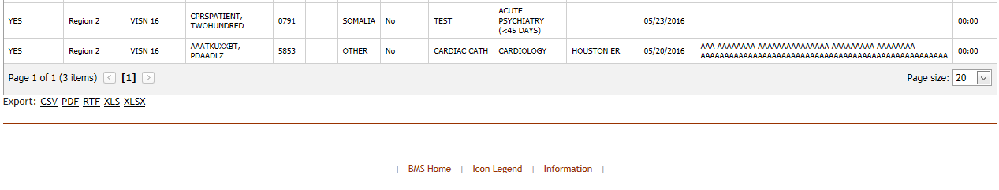 YES Region 2 VISN 16 CPRSPATIENT, TWOHUNDRED 0791 SOMALIA No TEST ACUTE PSYCHIATRY (<45 DAYS) 05/23/2016 00:00
YES Region 2 VISN 16 AAATKUXXBT, PDAADLZ 5853 OTHER No CARDIAC CATH CARDIOLOGY HOUSTON ER 05/20/2016 AAA AAAAAAAA AAAAAAAAAAAAAAA AAAAAAAAA AAAAAAAA AAAAAAAAAAAAAAAAAAAAAAAAAAAAAAAAAAAAAAAAAAAAAAAAAAAA 00:00
Page 1 of 1 (3 items) < [1] > Page size: 20
Export: CSV PDF RTF XLS XLSX
| BMS Home | Icon Legend | Information |